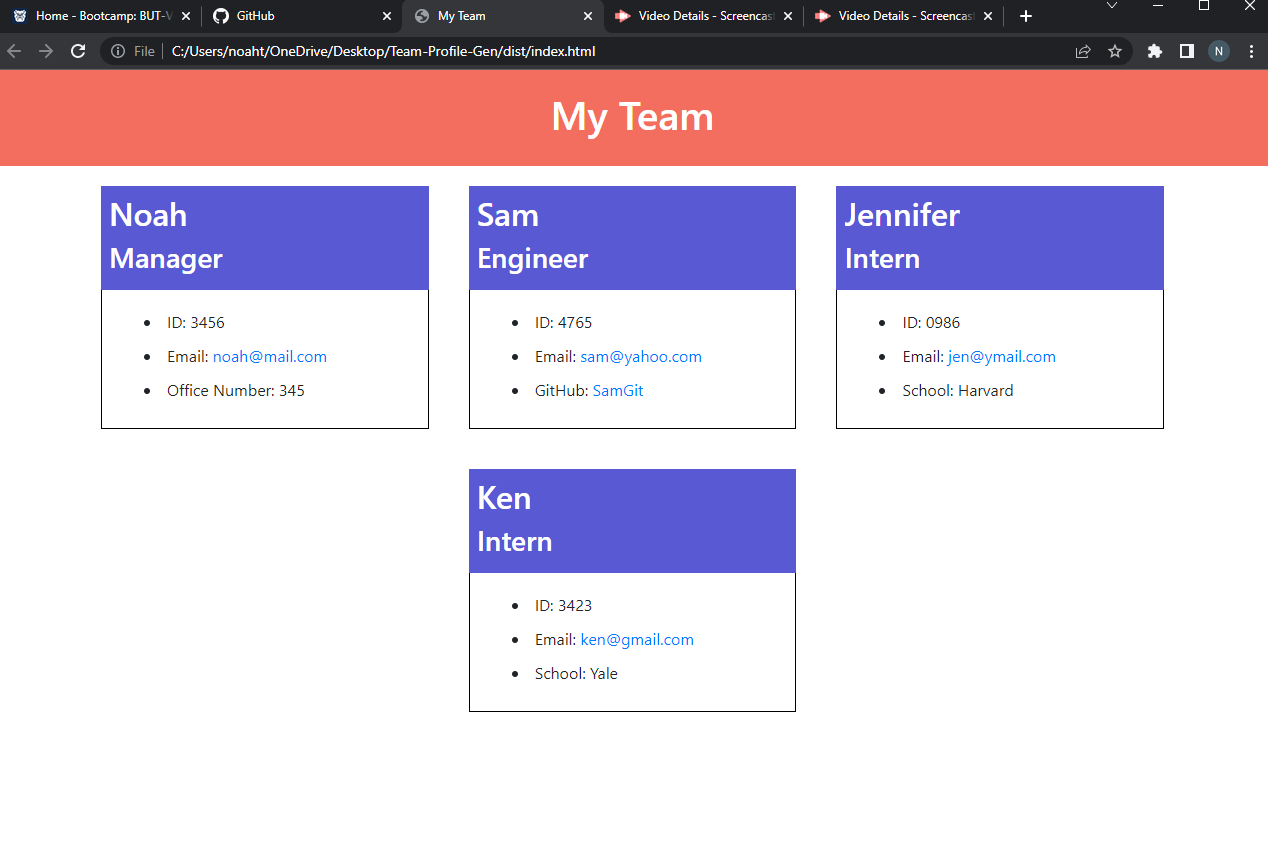 Home - Bootcamp: BUT-V
GitHub
My Team
Video Details - Screencas
Video Details - Screencas
File
C:/Users/noaht/OneDrive/Desktop/Team-Profile-Gen/dist/index.html
N
My Team
Noah
Manager
• ID: 3456
• Email: noah@mail.com
• Office Number: 345
Sam
Engineer
• ID: 4765
• Email: sam@yahoo.com
• GitHub: SamGit
Jennifer
Intern
• ID: 0986
• Email: jen@ymail.com
• School: Harvard
Ken
Intern
• ID: 3423
• Email: ken@gmail.com
• School: Yale